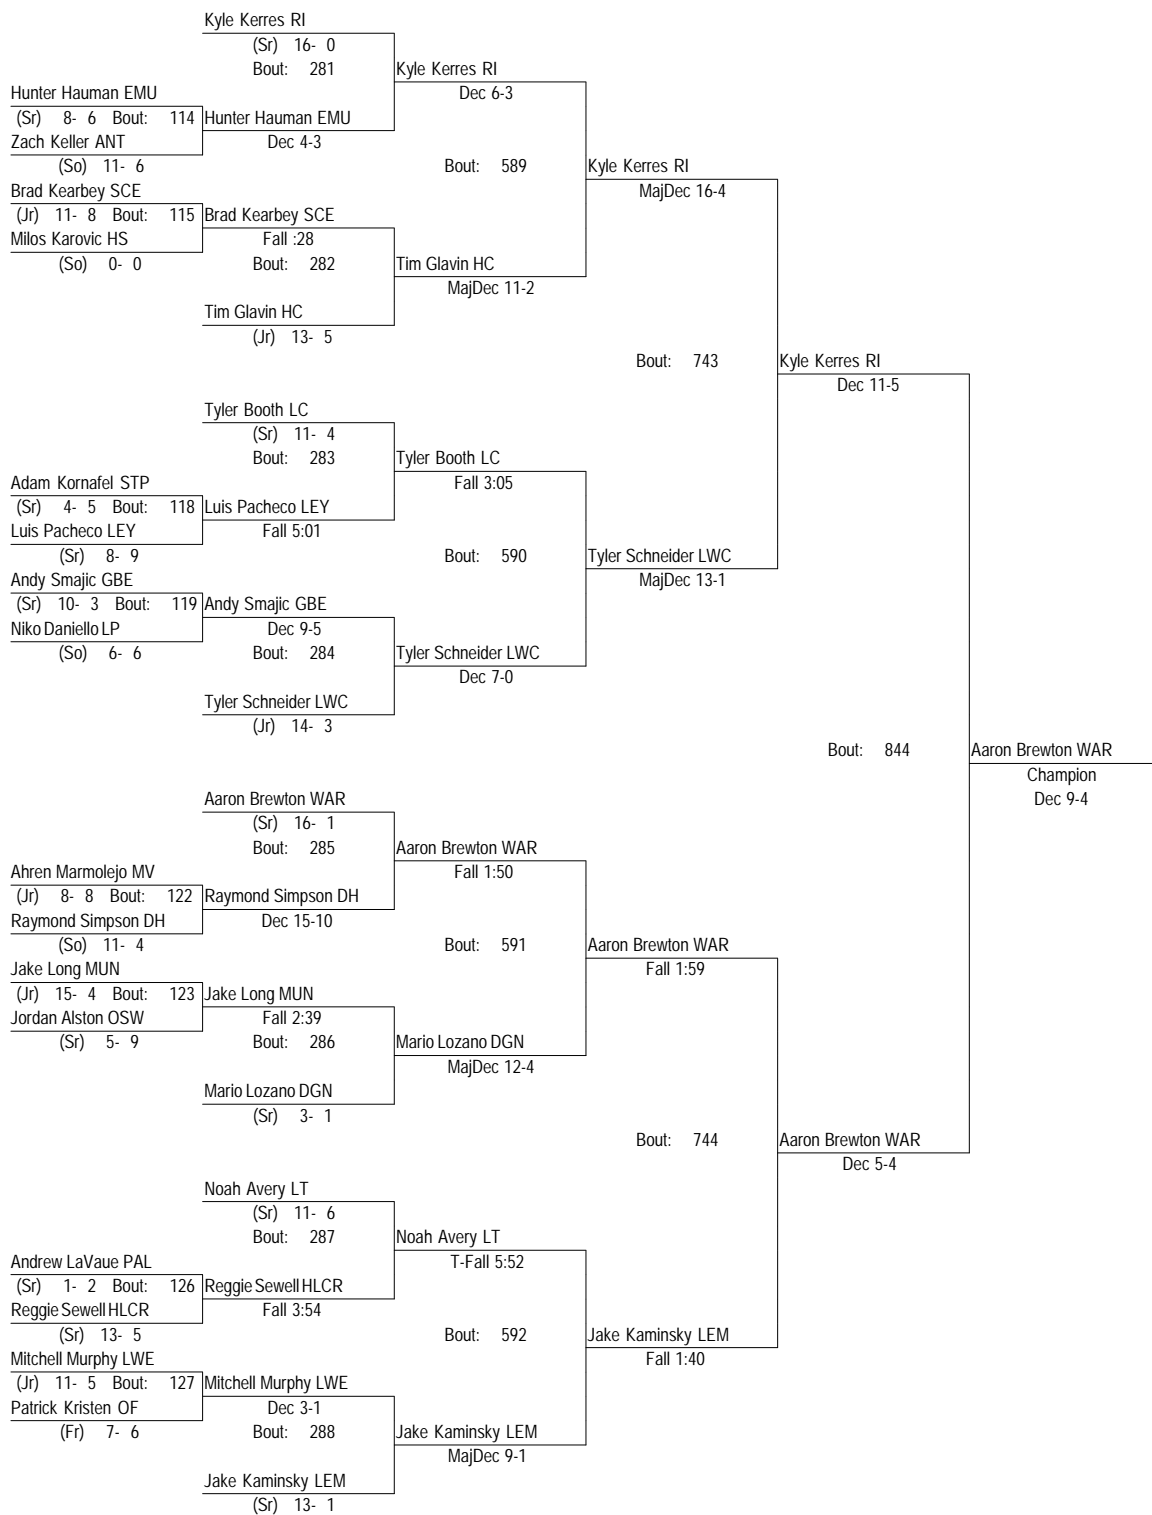 Kyle Kerres RI
(Sr) 16- 0
Bout: 281 Kyle Kerres RI
Hunter Hauman EMU Dec 6-3
(Sr) 8- 6 Bout: 114 Hunter Hauman EMU
Zach Keller ANT Dec 4-3
(So) 11- 6 Bout: 589 Kyle Kerres RI
Brad Kearbey SCE MajDec 16-4
(Jr) 11- 8 Bout: 115 Brad Kearbey SCE
Milos Karovic HS Fall :28
(So) 0- 0 Bout: 282 Tim Glavin HC
MajDec 11-2
Tim Glavin HC
(Jr) 13- 5
Bout: 743 Kyle Kerres RI
Dec 11-5
Tyler Booth LC
(Sr) 11- 4
Bout: 283 Tyler Booth LC
Adam Kornafel STP Fall 3:05
(Sr) 4- 5 Bout: 118 Luis Pacheco LEY
Luis Pacheco LEY Fall 5:01
(Sr) 8- 9 Bout: 590 Tyler Schneider LWC
Andy Smajic GBE MajDec 13-1
(Sr) 10- 3 Bout: 119 Andy Smajic GBE
Niko Daniello LP Dec 9-5
(So) 6- 6 Bout: 284 Tyler Schneider LWC
Dec 7-0
Tyler Schneider LWC
(Jr) 14- 3
Bout: 844 Aaron Brewton WAR
Champion
Aaron Brewton WAR Dec 9-4
(Sr) 16- 1
Bout: 285 Aaron Brewton WAR
Ahren Marmolejo MV Fall 1:50
(Jr) 8- 8 Bout: 122 Raymond Simpson DH
Raymond Simpson DH Dec 15-10
(So) 11- 4 Bout: 591 Aaron Brewton WAR
Jake Long MUN Fall 1:59
(Jr) 15- 4 Bout: 123 Jake Long MUN
Jordan Alston OSW Fall 2:39
(Sr) 5- 9 Bout: 286 Mario Lozano DGN
MajDec 12-4
Mario Lozano DGN
(Sr) 3- 1
Bout: 744 Aaron Brewton WAR
Dec 5-4
Noah Avery LT
(Sr) 11- 6
Bout: 287 Noah Avery LT
Andrew LaVaue PAL T-Fall 5:52
(Sr) 1- 2 Bout: 126 Reggie Sewell HLCR
Reggie Sewell HLCR Fall 3:54
(Sr) 13- 5 Bout: 592 Jake Kaminsky LEM
Mitchell Murphy LWE Fall 1:40
(Jr) 11- 5 Bout: 127 Mitchell Murphy LWE
Patrick Kristen OF Dec 3-1
(Fr) 7- 6 Bout: 288 Jake Kaminsky LEM
MajDec 9-1
Jake Kaminsky LEM
(Sr) 13- 1